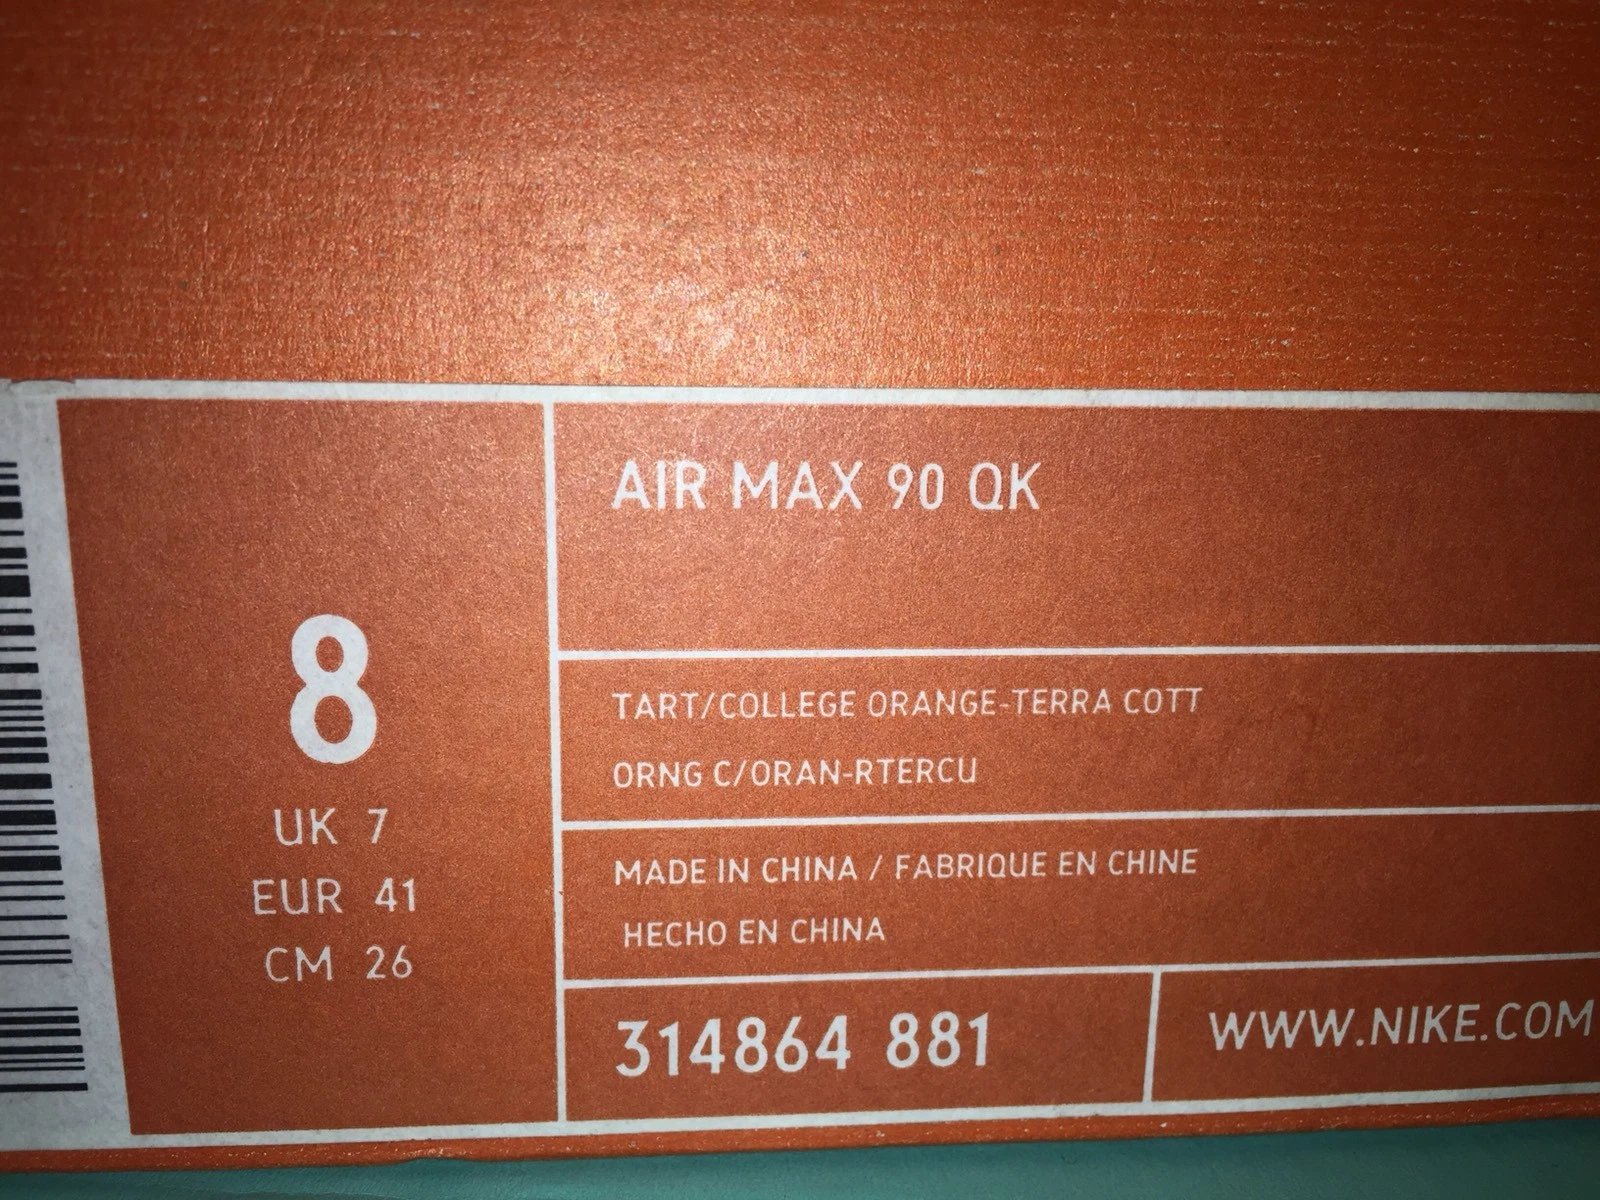 8
UK 7
EUR 41
CM 26
AIR MAX 90 QK
TART/COLLEGE ORANGE-TERRA COTT
ORNG C/ORAN-RTERCU
MADE IN CHINA / FABRIQUE EN CHINE
HECHO EN CHINA
314864 881
WWW.NIKE.COM